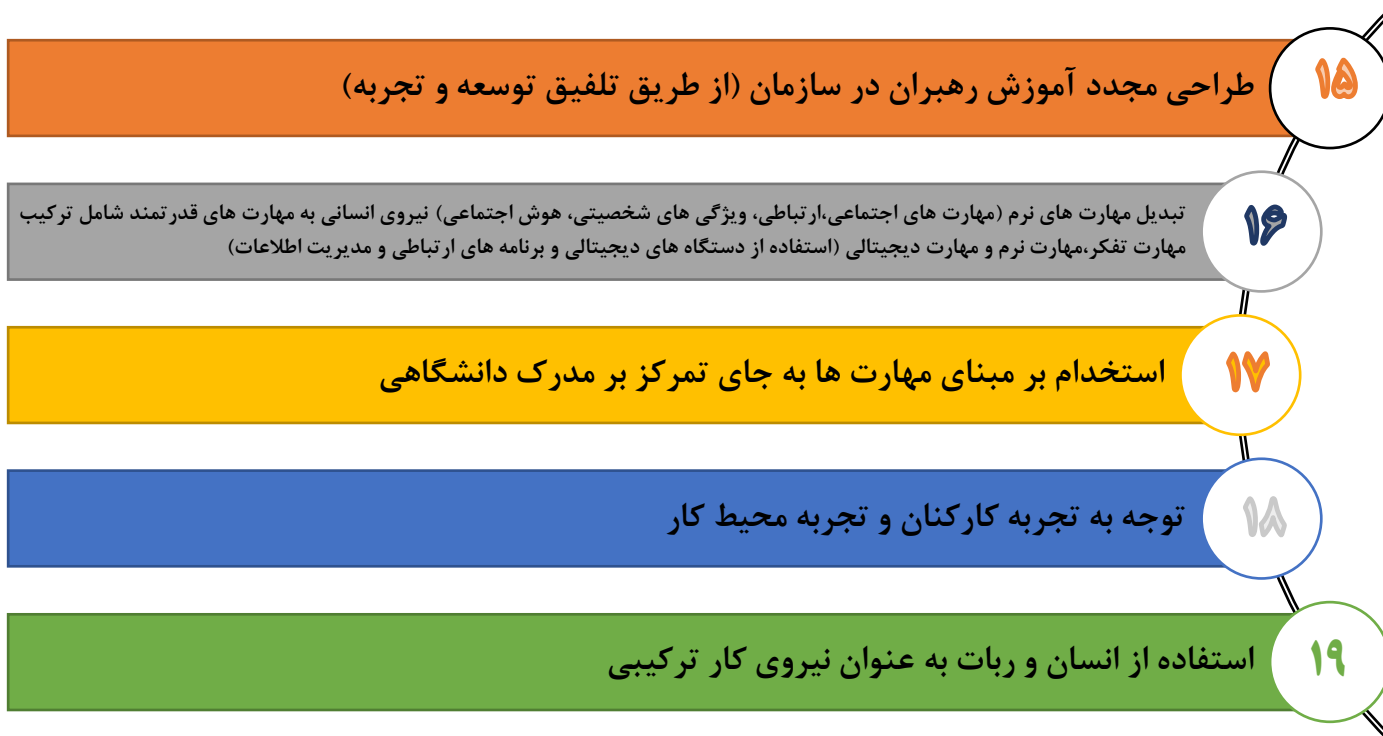 ۱۵
طراحی مجدد آموزش رهبران در سازمان (از طریق تلفیق توسعه و تجربه)
۱۶
تبدیل مهارت های نرم (مهارت های اجتماعی،ارتباطی، ویژگی های شخصیتی، هوش اجتماعی) نیروی انسانی به مهارت های قدرتمند شامل ترکیب
مهارت تفکر،مهارت نرم و مهارت دیجیتالی (استفاده از دستگاه های دیجیتالی و برنامه های ارتباطی و مدیریت اطلاعات)
۱۷
استخدام بر مبنای مهارت ها به جای تمرکز بر مدرک دانشگاهی
۱۸
توجه به تجربه کارکنان و تجربه محیط کار
۱۹
استفاده از انسان و ربات به عنوان نیروی کار ترکیبی